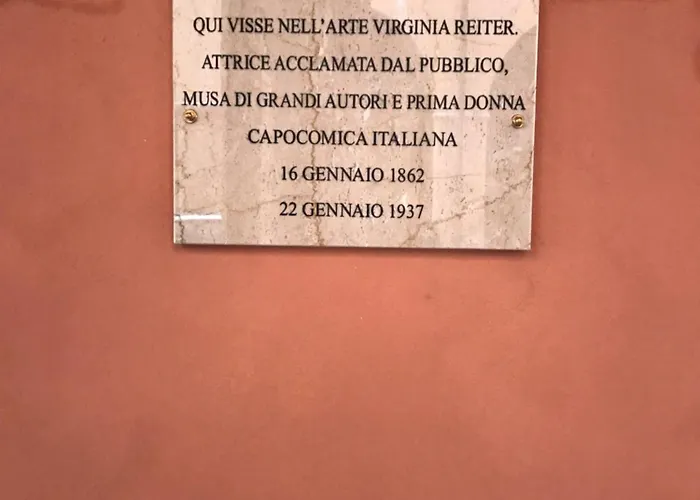 QUI VISSE NELL'ARTE VIRGINIA REITER.
ATTRICE ACCLAMATA DAL PUBBLICO,
MUSA DI GRANDI AUTORI E PRIMA DONNA
CAPOCOMICA ITALIANA
16 GENNAIO 1862
22 GENNAIO 1937